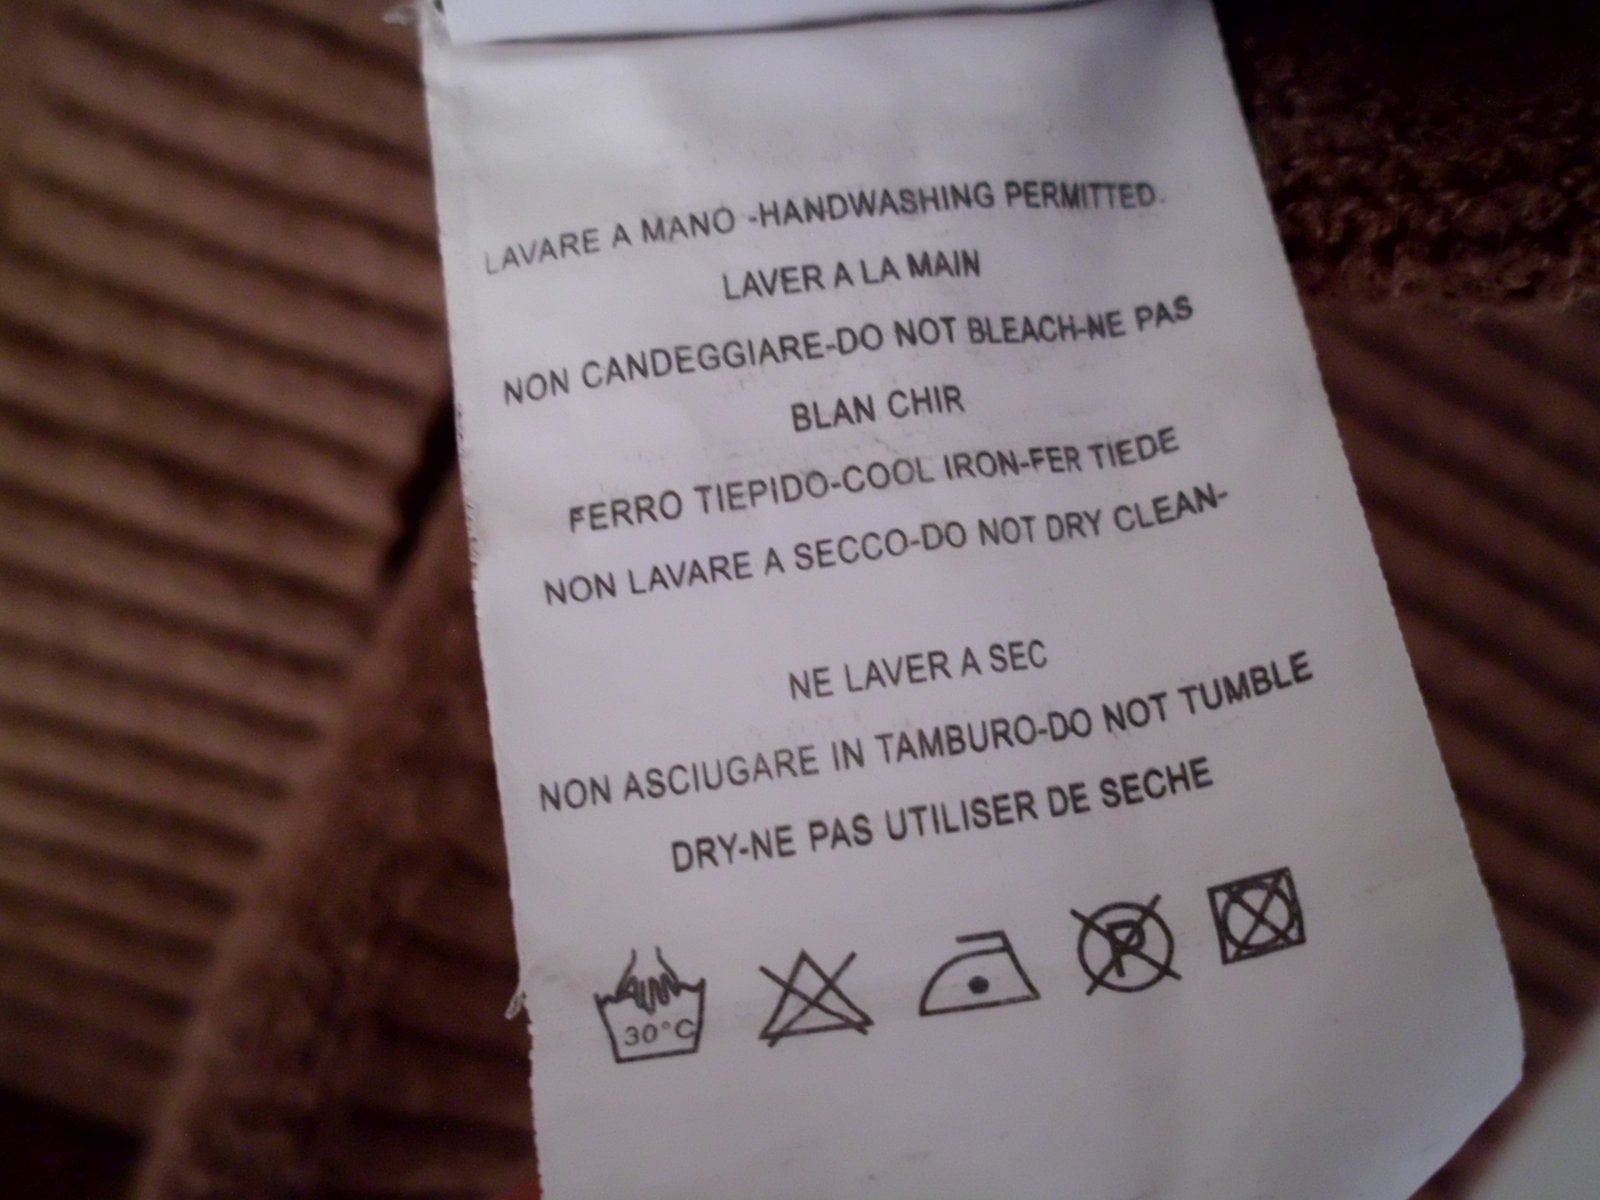 LAVARE A MANO -HANDWASHING PERMITTED.
LAVER A LA MAIN
NON CANDEGGIARE-DO NOT BLEACH-NE PAS
BLAN CHIR
FERRO TIEPIDO-COOL IRON-FER TIEDE
NON LAVARE A SECCO-DO NOT DRY CLEAN-
NE LAVER A SEC
NON ASCIUGARE IN TAMBURO-DO NOT TUMBLE
DRY-NE PAS UTILISER DE SECHE
30°C P